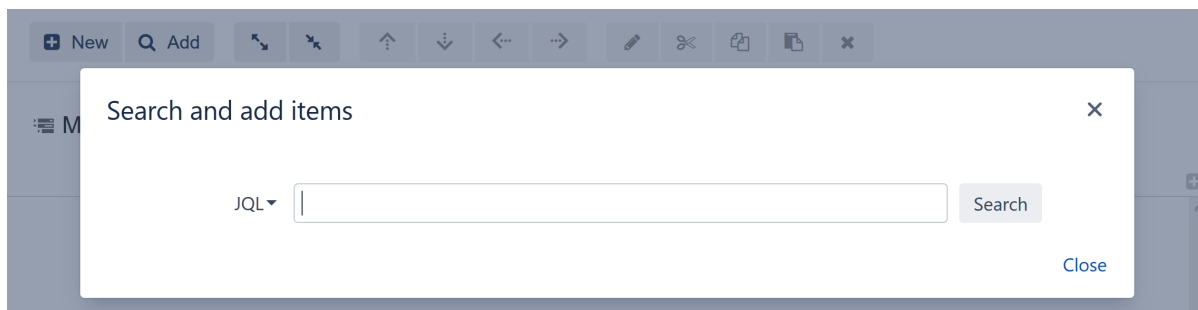 New Add
M
Search and add items
JQL
Search
Close